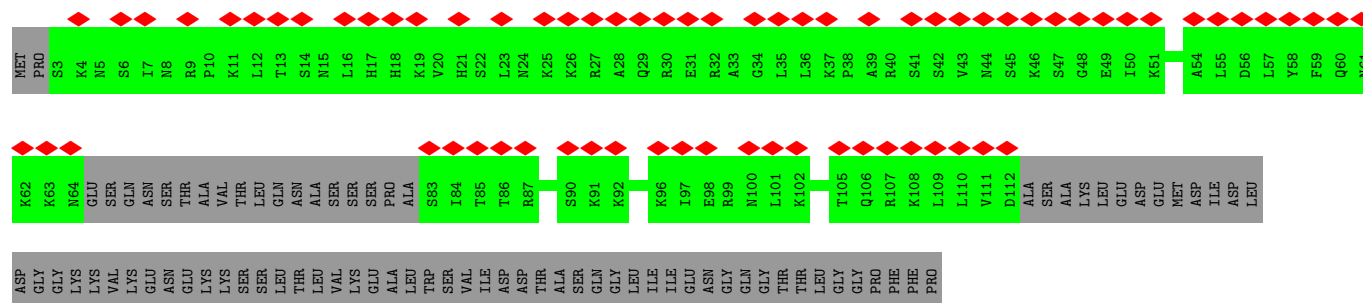 MET PRO S3 K4 N5 S6 I7 N8 R9 P10 K11 L12 T13 S14 N15 L16 H17 H18 K19 V20 H21 S22 L23 N24 K25 K26 R27 A28 Q29 R30 E31 R32 A33 G34 L35 L36 K37 P38 A39 R40 S41 S42 V43 N44 S45 K46 S47 G48 E49 I50 K51 A54 L55 D56 L57 Y58 F59 Q60 N61
K62 K63 N64 GLU SER GLN ASN SER THR ALA VAL THR LEU GLN ASN ALA SER SER SER PRO ALA S83 I84 T85 T86 R87 S90 K91 K92 K96 I97 E98 R99 N100 L101 K102 T105 Q106 R107 K108 L109 L110 V111 D112 ALA SER ALA LYS LEU GLU ASP GLU MET ASP ILE ASP LEU
ASP GLY GLY LYS LYS VAL LYS GLU ASN GLU LYS LYS SER SER LEU THR LEU VAL LYS GLU ALA LEU TRP SER VAL ILE ASP ASP THR ALA SER GLN GLY LEU ILE ILE GLU ASN GLY GLN GLY THR THR LEU GLY GLY PRO PHE PHE PRO